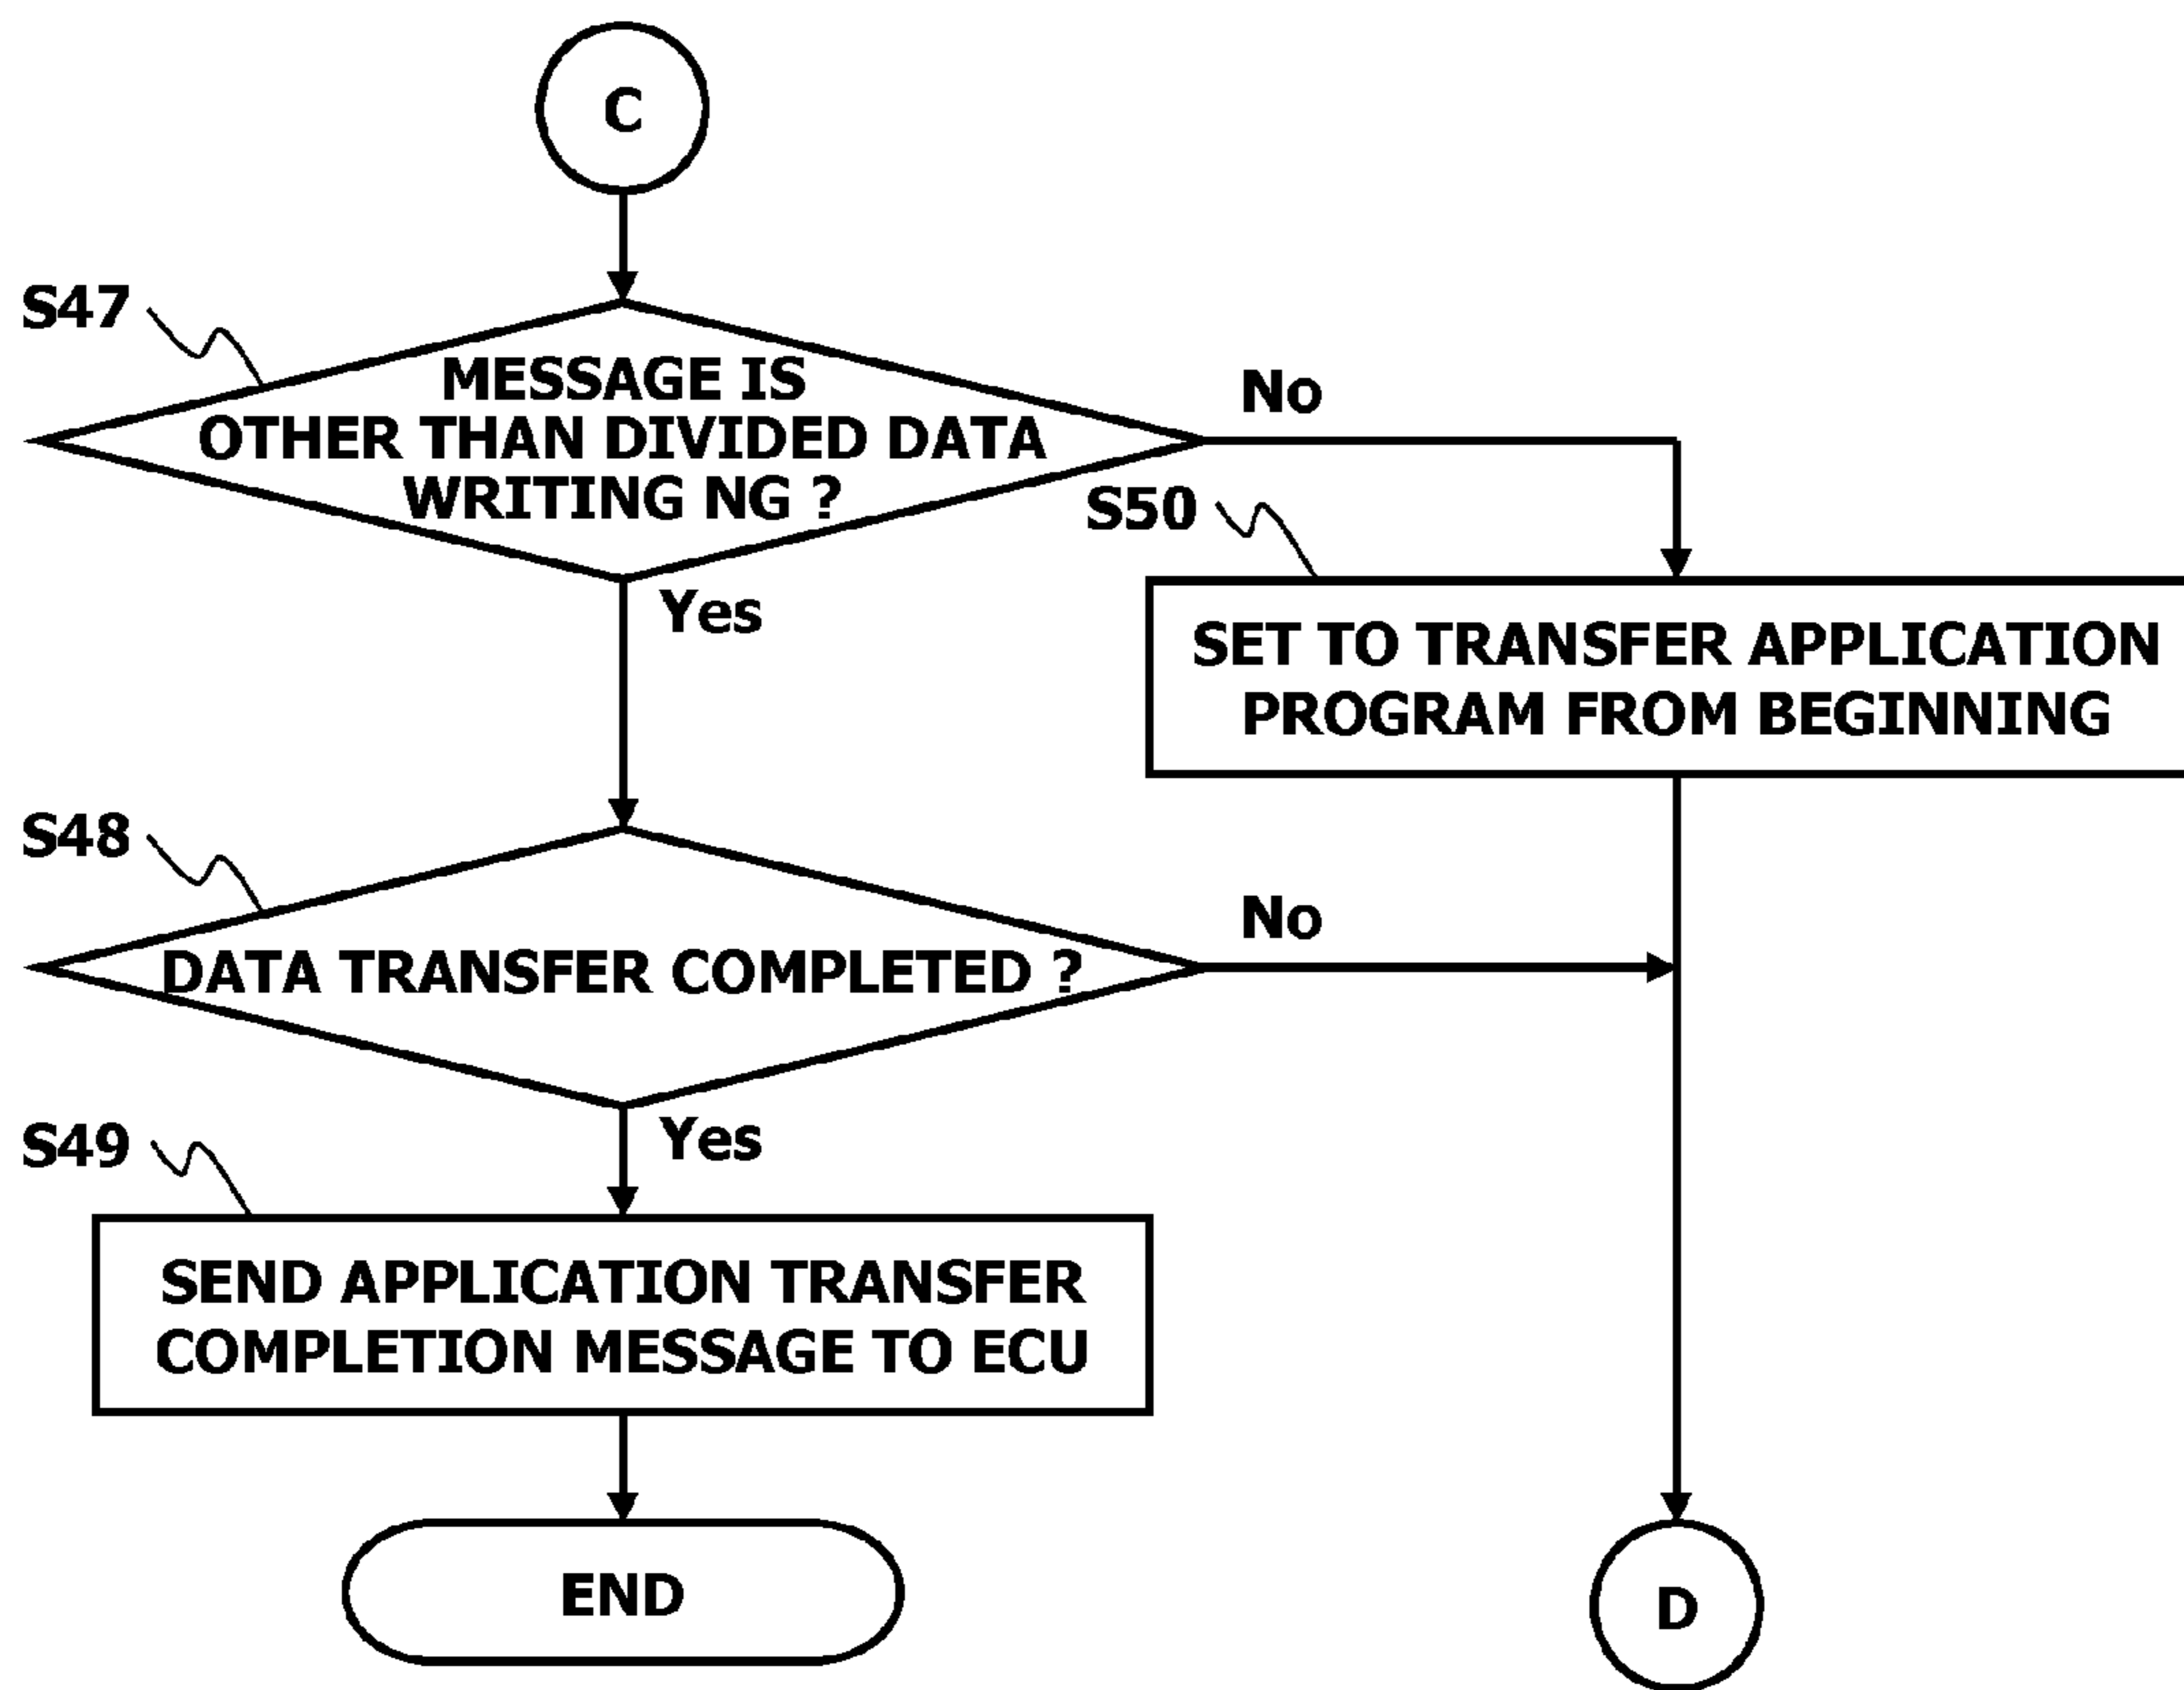 C
S47
MESSAGE IS
OTHER THAN DIVIDED DATA
WRITING NG ?
No
Yes
S50
SET TO TRANSFER APPLICATION
PROGRAM FROM BEGINNING
S48
DATA TRANSFER COMPLETED ?
No
Yes
S49
SEND APPLICATION TRANSFER
COMPLETION MESSAGE TO ECU
END
D